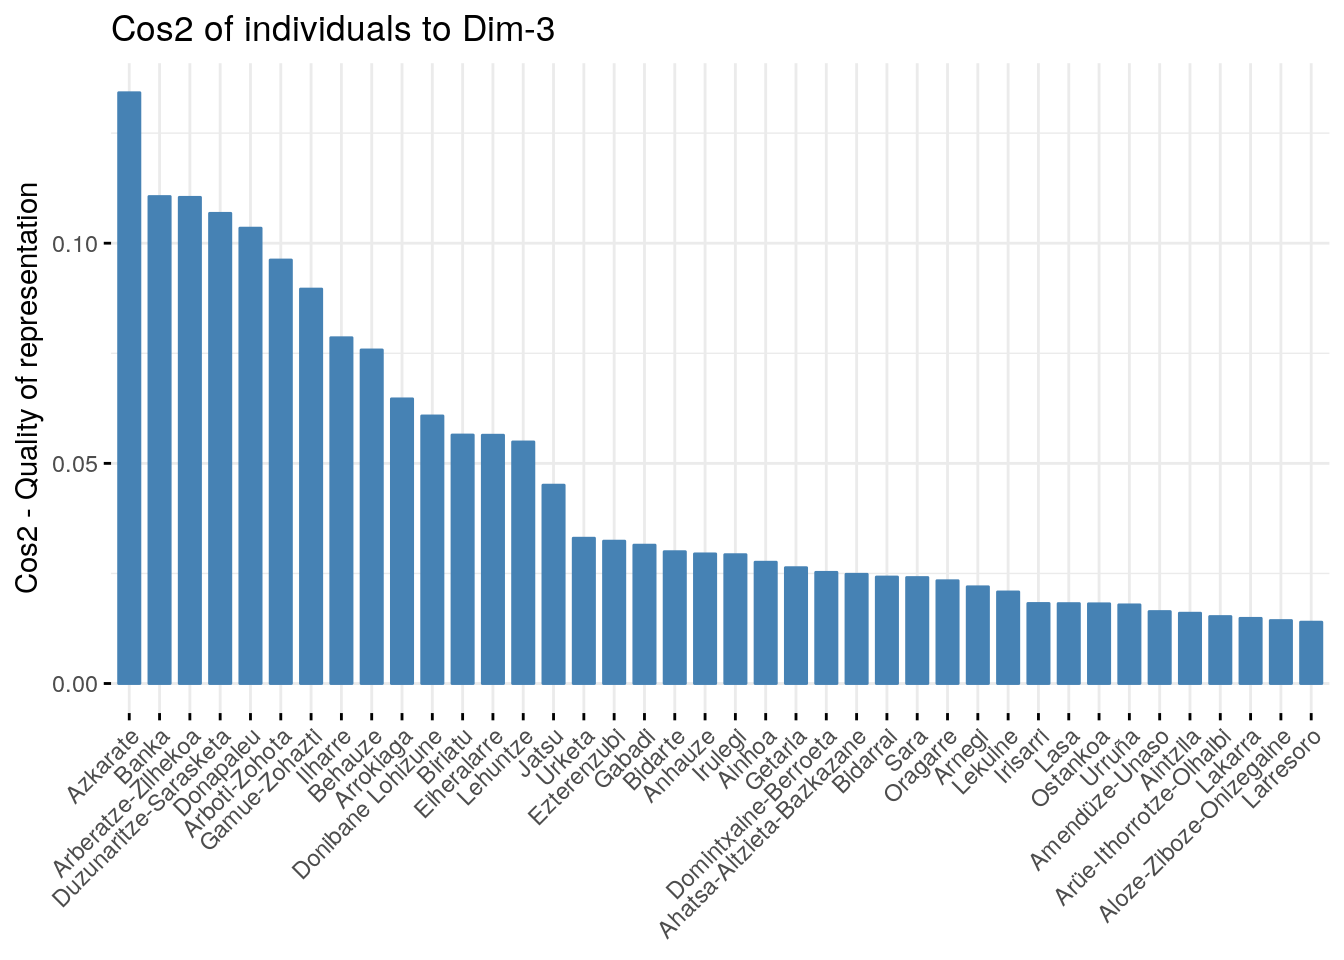 Cos2 of individuals to Dim-3
Cos2 - Quality of representation
0.10
0.05
0.00
Azkarate
Banka
Arberatze-Zilhekoa
Duzunaritze-Sarasketa
Donapaleu
Arboti-Zohota
Gamue-Zohazti
Ilharre
Behauze
Arrokiaga
Donibane Lohizune
Biriatu
Eiheralarre
Lehuntze
Jatsu
Urketa
Ezterenzubi
Gabadi
Bidarte
Anhauze
Irulegi
Ainhoa
Getaria
Domintxaine-Berroeta
Ahatsa-Altzieta-Bazkazane
Bidarrai
Sara
Oragarre
Arnegi
Lekuine
Irisarri
Lasa
Ostankoa
Urruña
Amendüze-Unaso
Aintzila
Arüe-Ithorrotze-Olhaibi
Lakarra
Aloze-Ziboze-Onizegaine
Larresoro